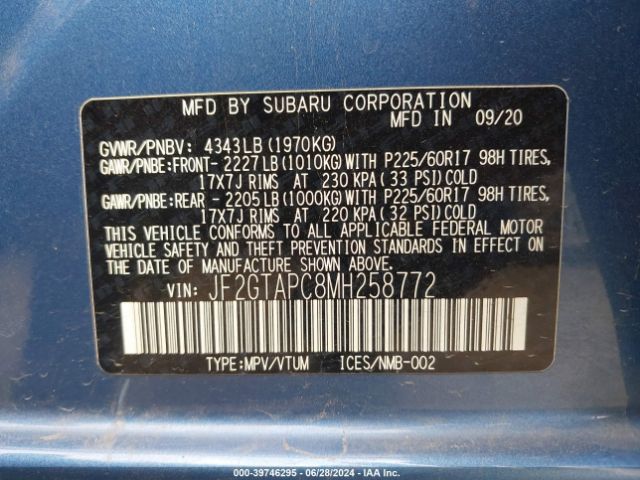 MFD BY SUBARU CORPORATION
MFD IN 09/20
GVWR/PNBV: 4343LB (1970KG)
GAWR/PNBE:FRONT- 2227LB (1010KG) WITH P225/60R17 98H TIRES,
17X7J RIMS AT 230 KPA (33 PSI) COLD
GAWR/PNBE:REAR - 2205LB (1000KG) WITH P225/60R17 98H TIRES,
17X7J RIMS AT 220 KPA (32 PSI) COLD
THIS VEHICLE CONFORMS TO ALL APPLICABLE FEDERAL MOTOR
VEHICLE SAFETY AND THEFT PREVENTION STANDARDS IN EFFECT ON
THE DATE OF MANUFACTURE SHOWN ABOVE.
VIN: JF2GTAPC8MH258772
TYPE:MPV/VTUM ICES/NMB-002
000-39746295 - 06/28/2024 - IAA Inc.